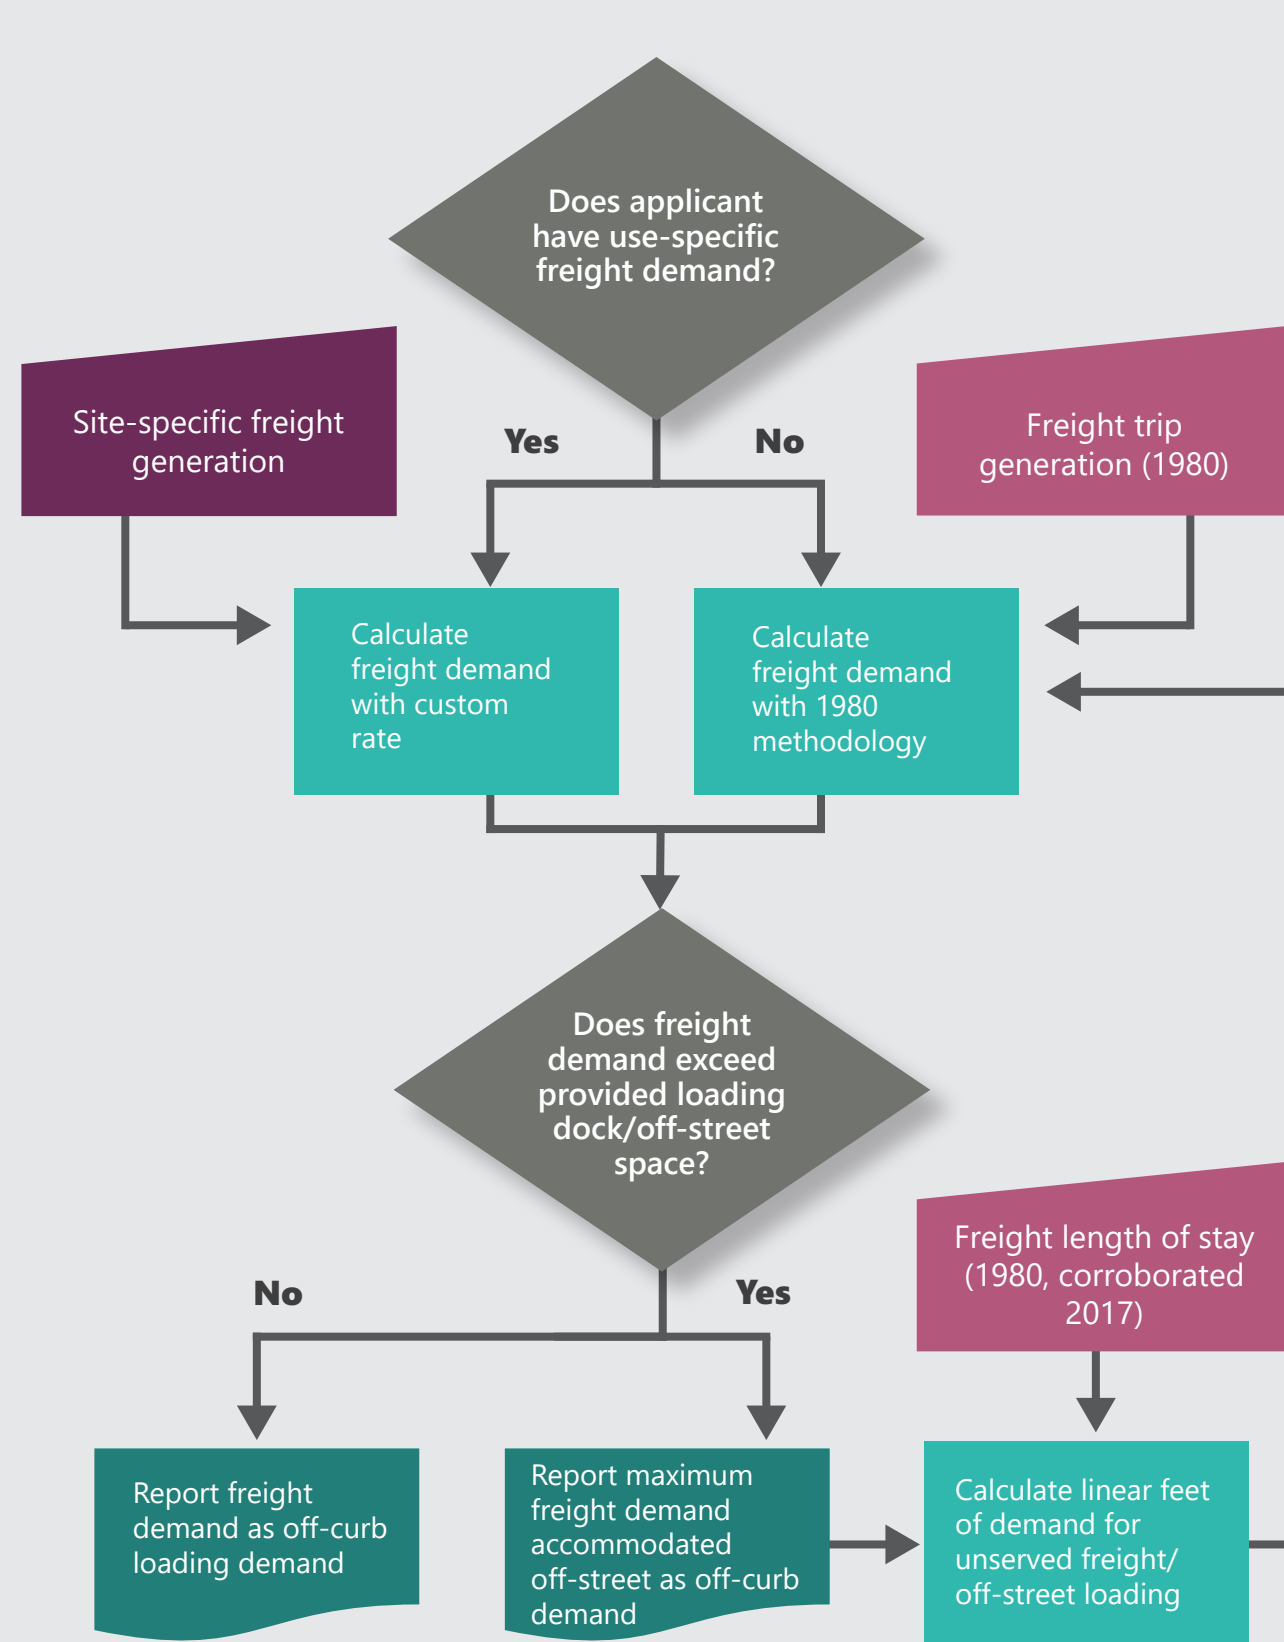 Does applicant
have use-specific
freight demand?
Site-specific freight
generation
Yes
No
Freight trip
generation (1980)
Calculate
freight demand
with custom
rate
Calculate
freight demand
with 1980
methodology
Does freight
demand exceed
provided loading
dock/off-street
space?
No
Yes
Freight length of stay
(1980, corroborated
2017)
Report freight
demand as off-curb
loading demand
Report maximum
freight demand
accommodated
off-street as off-curb
demand
Calculate linear feet
of demand for
unserved freight/
off-street loading